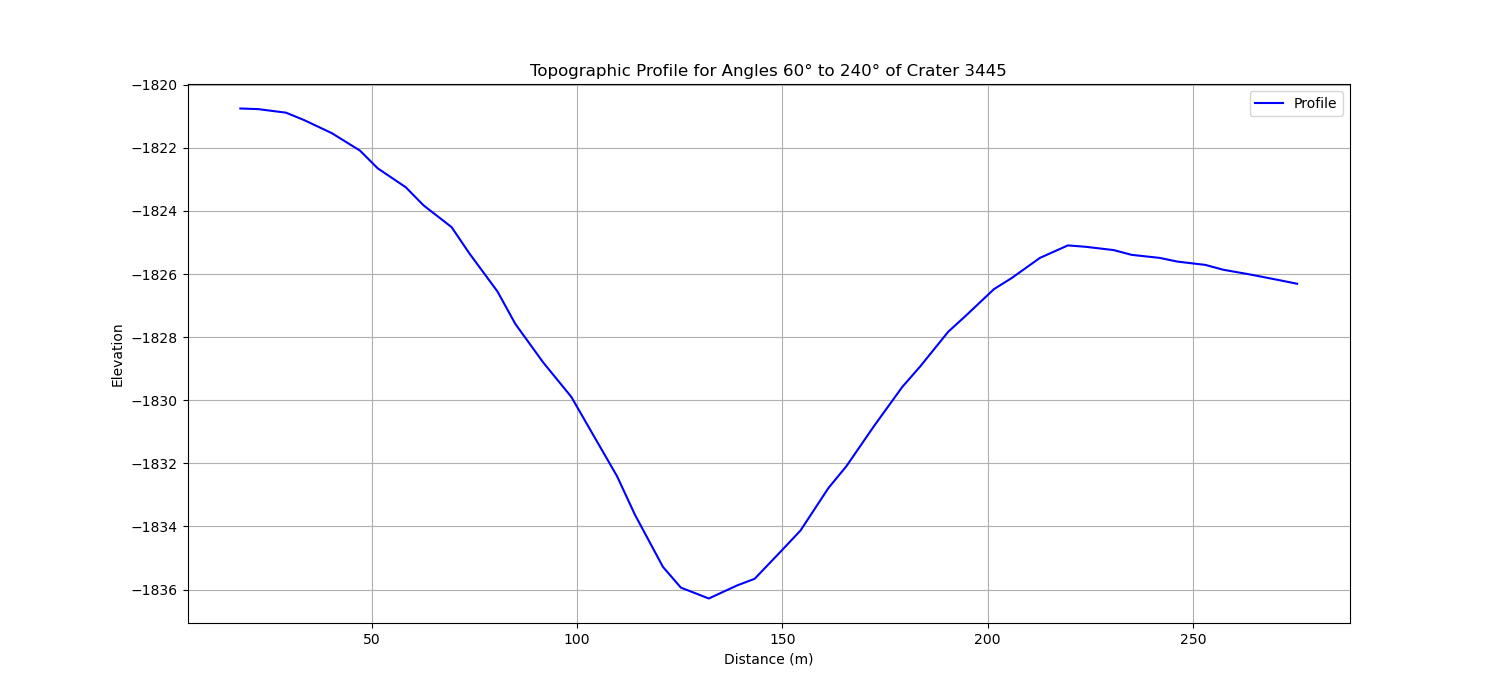 Topographic Profile for Angles 60° to 240° of Crater 3445
Profile
Elevation
−1820
−1822
−1824
−1826
−1828
−1830
−1832
−1834
−1836
50 100 150 200 250
Distance (m)